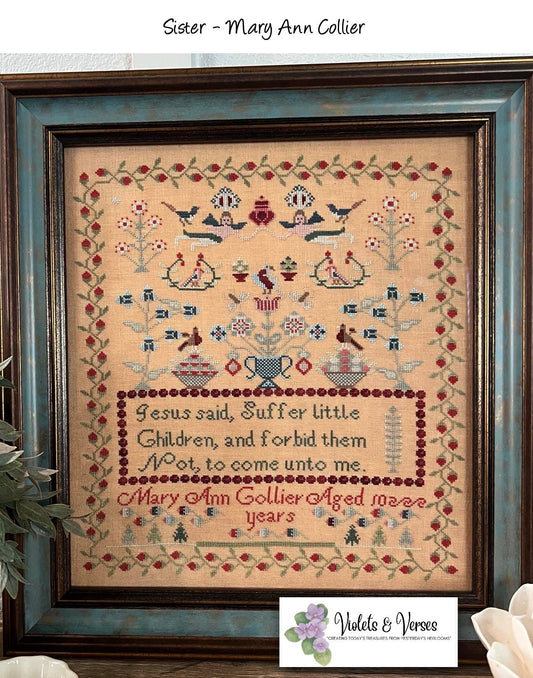 Sister - Mary Ann Collier
Jesus said, Suffer little
Children, and forbid them
Not, to come unto me.
Mary Ann Collier Aged 10
years
Violets & Verses
"CREATING TODAY'S TREASURES FROM YESTERDAY'S HEIRLOOMS"